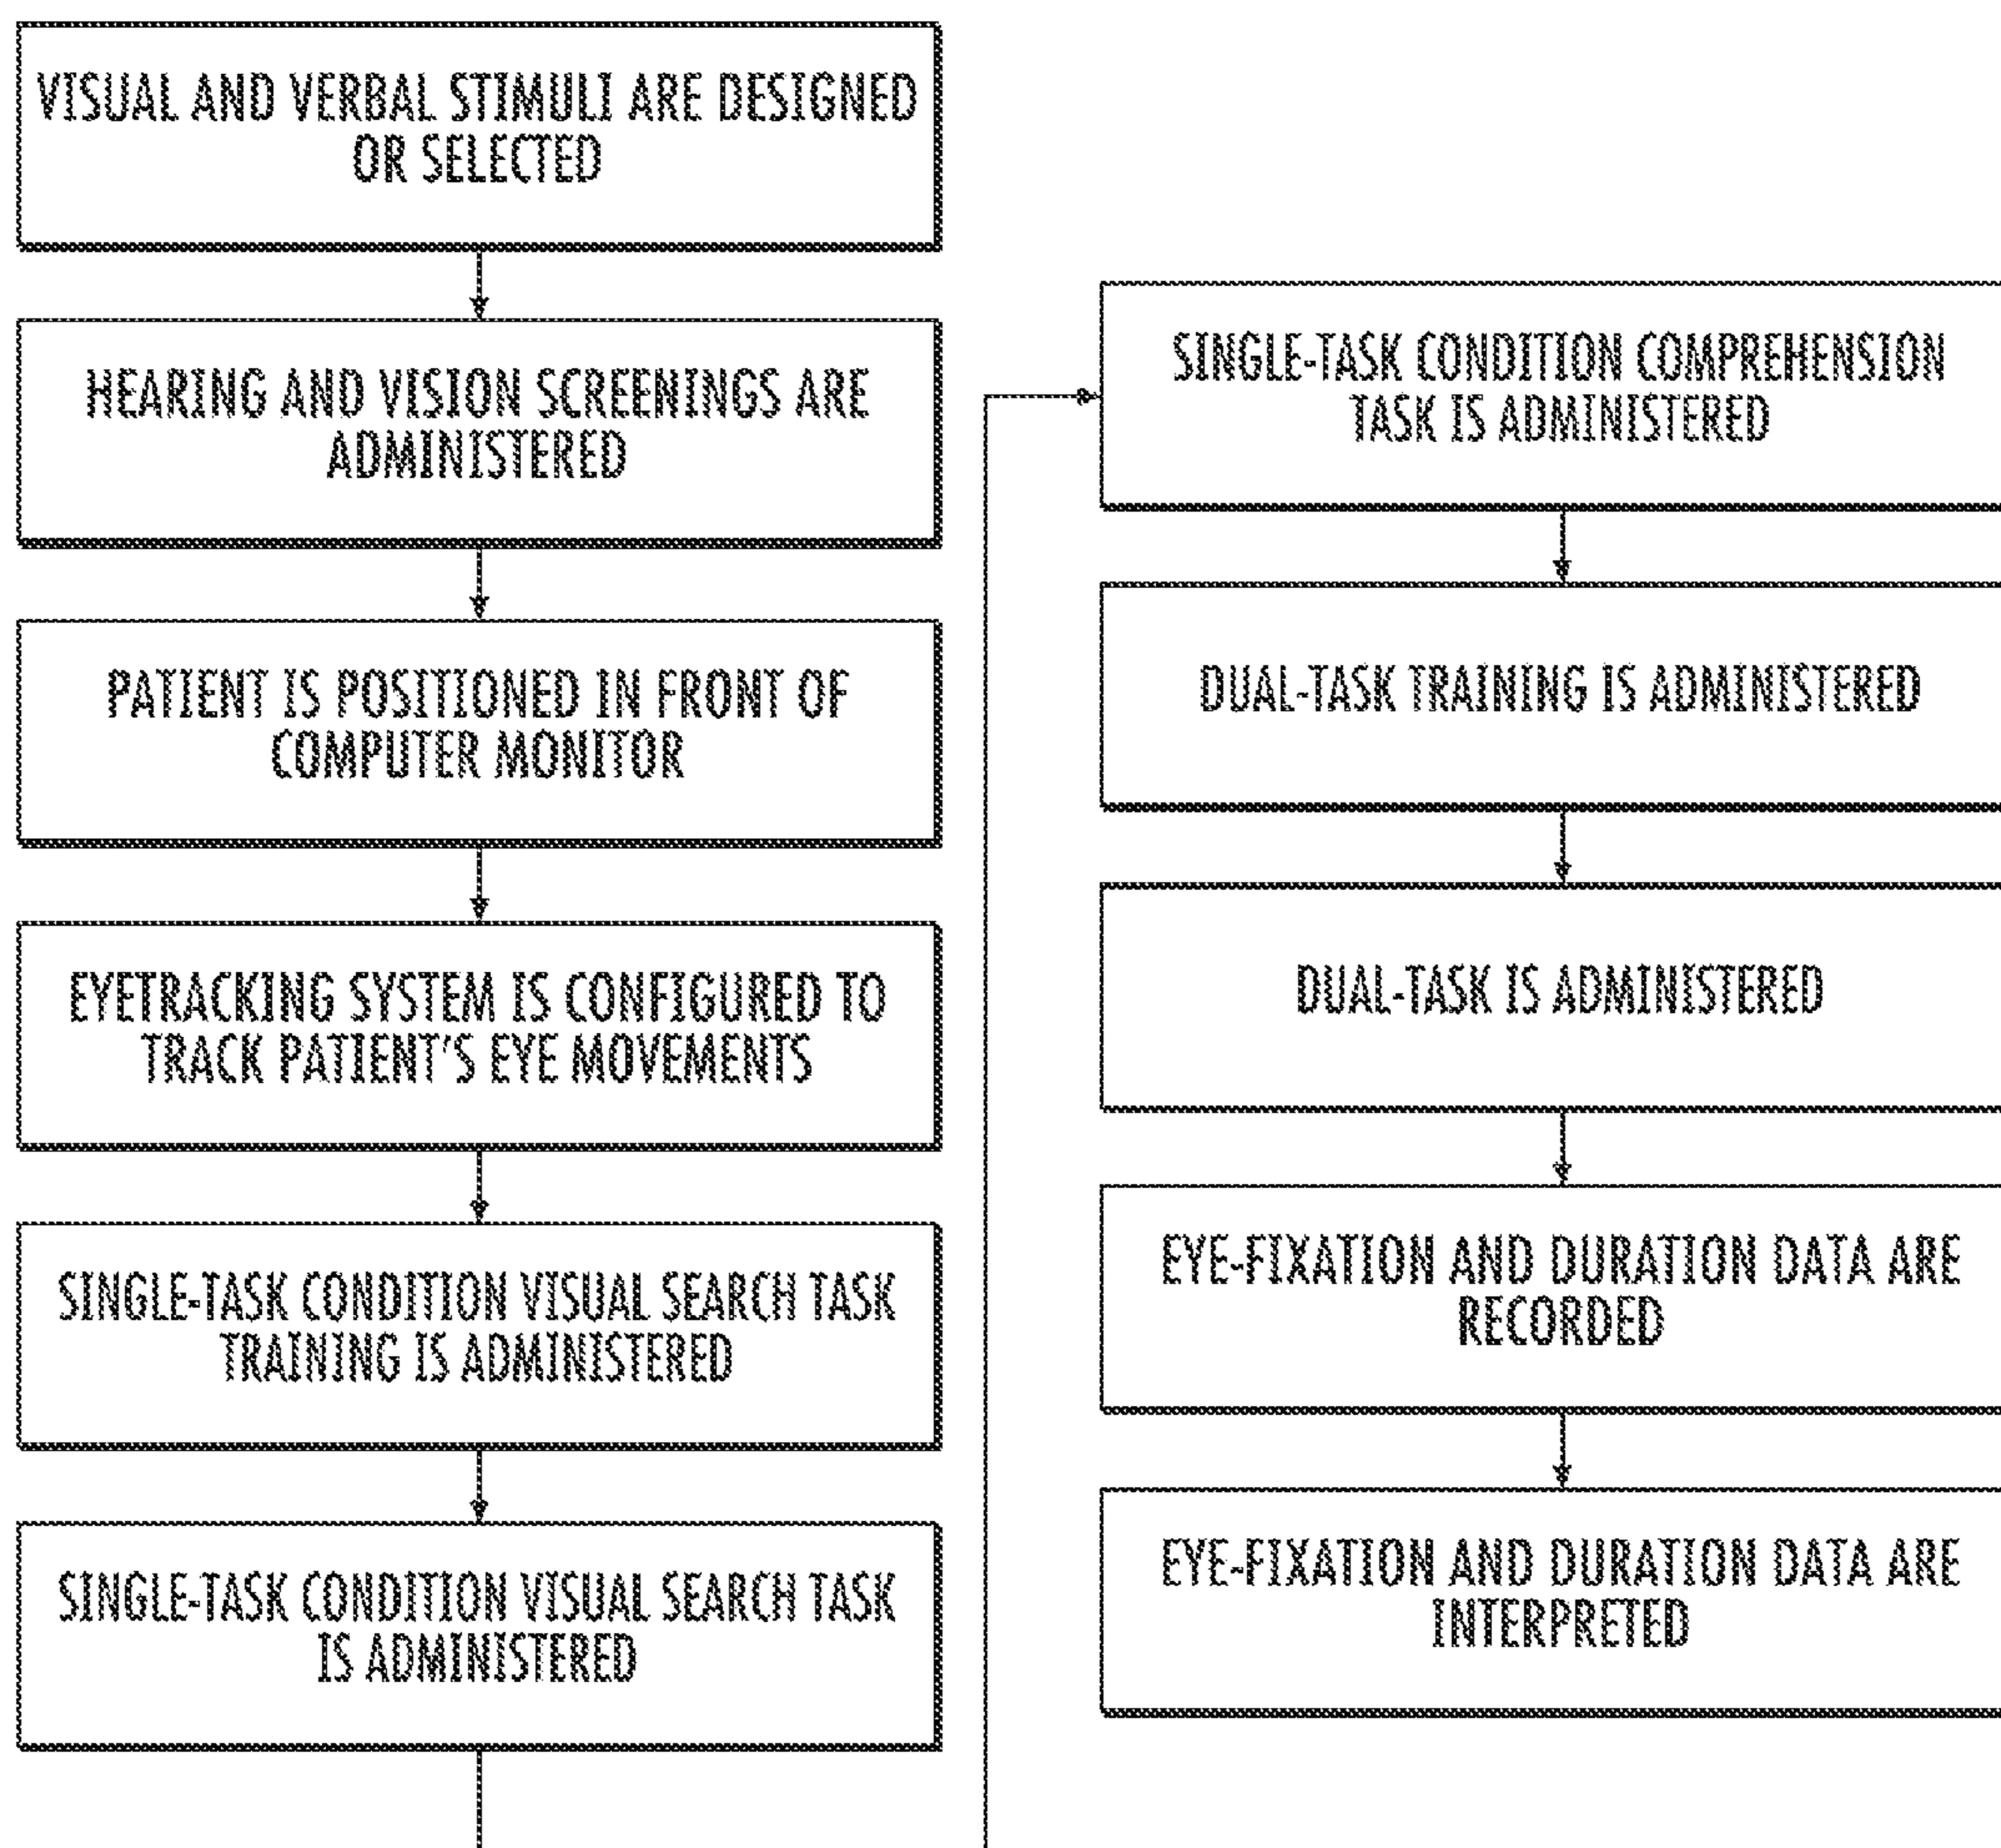 VISUAL AND VERBAL STIMULI ARE DESIGNED
OR SELECTED
HEARING AND VISION SCREENINGS ARE
ADMINISTERED
PATIENT IS POSITIONED IN FRONT OF
COMPUTER MONITOR
EYETRACKING SYSTEM IS CONFIGURED TO
TRACK PATIENT'S EYE MOVEMENTS
SINGLE-TASK CONDITION VISUAL SEARCH TASK
TRAINING IS ADMINISTERED
SINGLE-TASK CONDITION VISUAL SEARCH TASK
IS ADMINISTERED
SINGLE-TASK CONDITION COMPREHENSION
TASK IS ADMINISTERED
DUAL-TASK TRAINING IS ADMINISTERED
DUAL-TASK IS ADMINISTERED
EYE-FIXATION AND DURATION DATA ARE
RECORDED
EYE-FIXATION AND DURATION DATA ARE
INTERPRETED